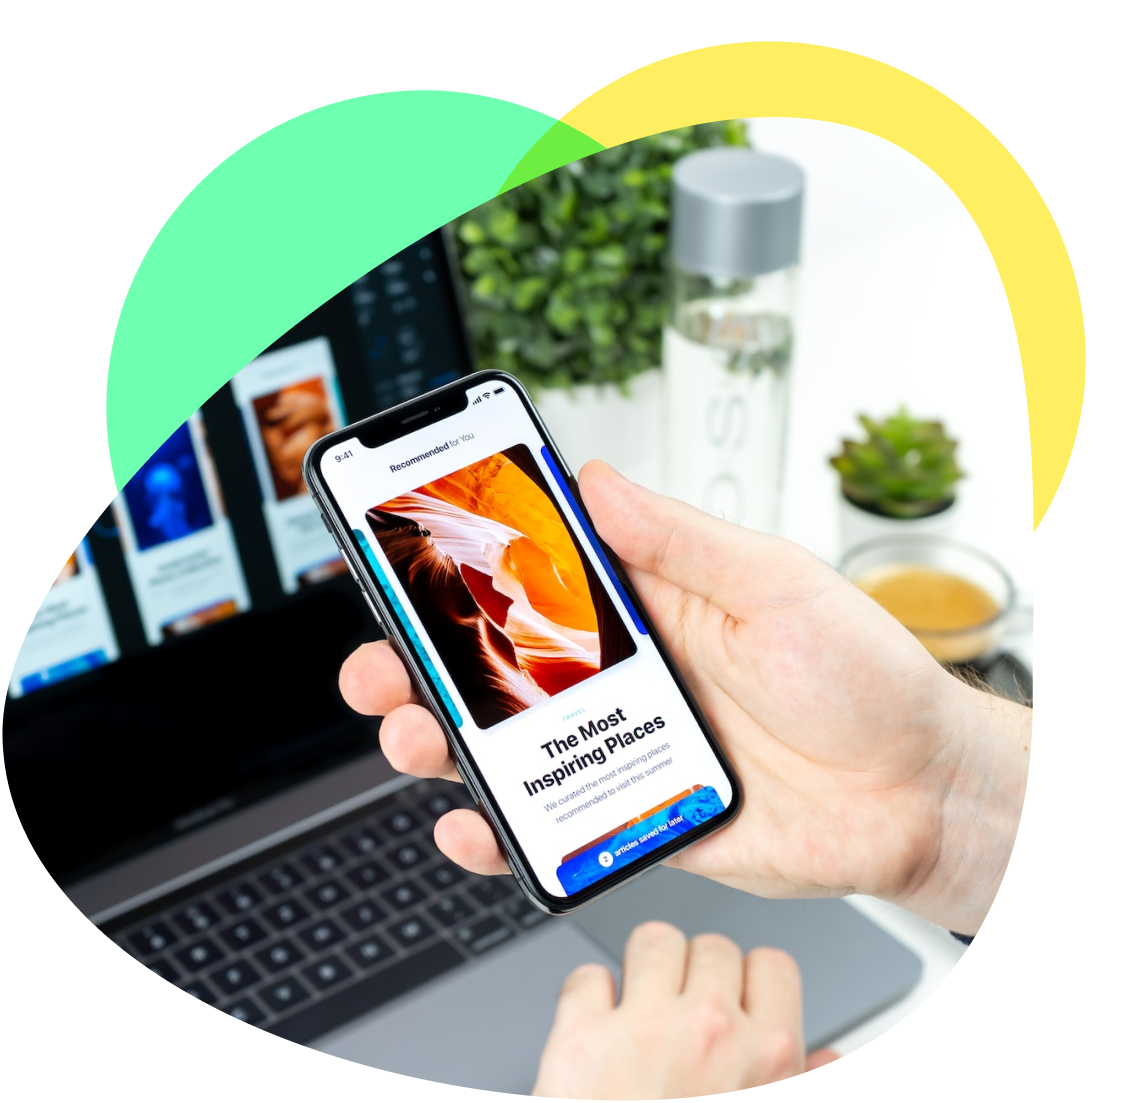 9:41
Recommended for You
TRAVEL
The Most
Inspiring Places
We curated the most inspiring places
recommended to visit this summer
2 articles saved for later